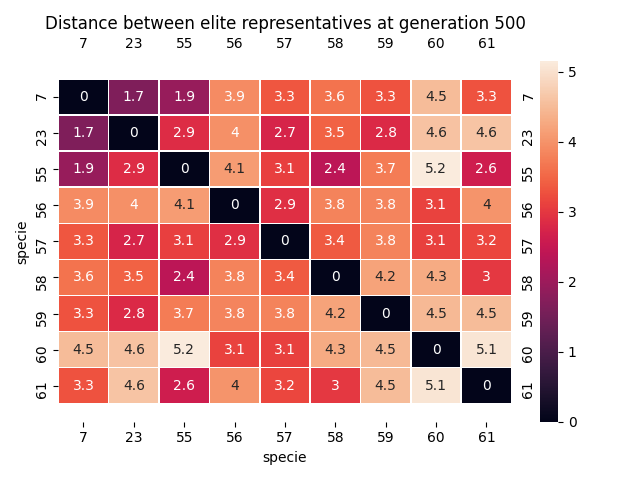 Distance between elite representatives at generation 500
7 23 55 56 57 58 59 60 61
7 0 1.7 1.9 3.9 3.3 3.6 3.3 4.5 3.3 7
23 1.7 0 2.9 4 2.7 3.5 2.8 4.6 4.6 23
55 1.9 2.9 0 4.1 3.1 2.4 3.7 5.2 2.6 55
56 3.9 4 4.1 0 2.9 3.8 3.8 3.1 4 56
57 3.3 2.7 3.1 2.9 0 3.4 3.8 3.1 3.2 57
58 3.6 3.5 2.4 3.8 3.4 0 4.2 4.3 3 58
59 3.3 2.8 3.7 3.8 3.8 4.2 0 4.5 4.5 59
60 4.5 4.6 5.2 3.1 3.1 4.3 4.5 0 5.1 60
61 3.3 4.6 2.6 4 3.2 3 4.5 5.1 0 61
7 23 55 56 57 58 59 60 61
specie
specie
5
4
3
2
1
0